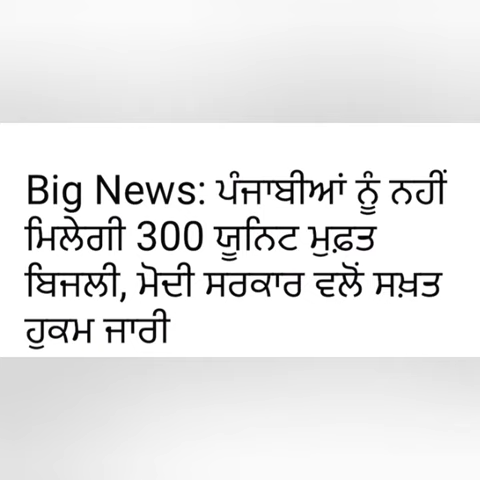 Big News: ਪੰਜਾਬੀਆਂ ਨੂੰ ਨਹੀਂ
ਮਿਲੇਗੀ 300 ਯੂਨਿਟ ਮੁਫ਼ਤ
ਬਿਜਲੀ, ਮੋਦੀ ਸਰਕਾਰ ਵਲੋਂ ਸਖ਼ਤ
ਹੁਕਮ ਜਾਰੀ